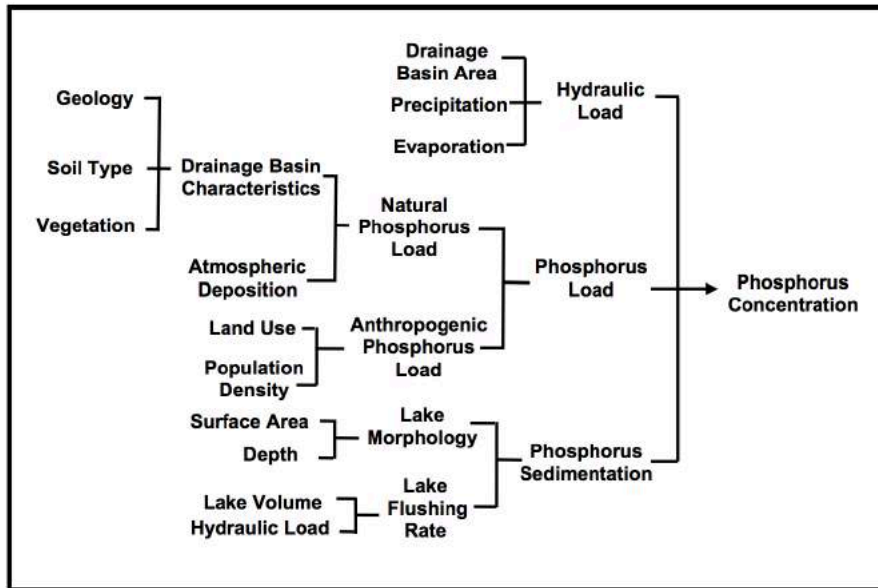 Drainage
Basin Area
Precipitation
Evaporation
Hydraulic
Load
Geology
Soil Type
Vegetation
Drainage Basin
Characteristics
Atmospheric
Deposition
Natural
Phosphorus
Load
Land Use
Population
Density
Anthropogenic
Phosphorus
Load
Phosphorus
Load
Surface Area
Depth
Lake
Morphology
Lake Volume
Hydraulic Load
Lake
Flushing
Rate
Phosphorus
Sedimentation
Phosphorus
Concentration